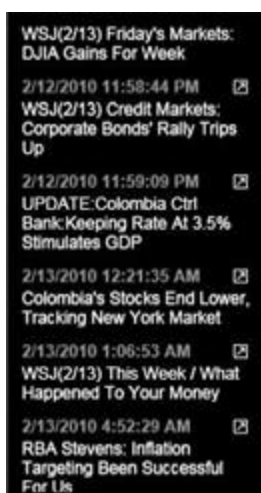 WSJ(2/13) Friday's Markets:
DJIA Gains For Week
2/12/2010 11:58:44 PM
WSJ(2/13) Credit Markets:
Corporate Bonds' Rally Trips
Up
2/12/2010 11:59:09 PM
UPDATE:Colombia Ctrl
Bank:Keeping Rate At 3.5%
Stimulates GDP
2/13/2010 12:21:35 AM
Colombia's Stocks End Lower,
Tracking New York Market
2/13/2010 1:06:53 AM
WSJ(2/13) This Week / What
Happened To Your Money
2/13/2010 4:52:29 AM
RBA Stevens: Inflation
Targeting Been Successful
For Us